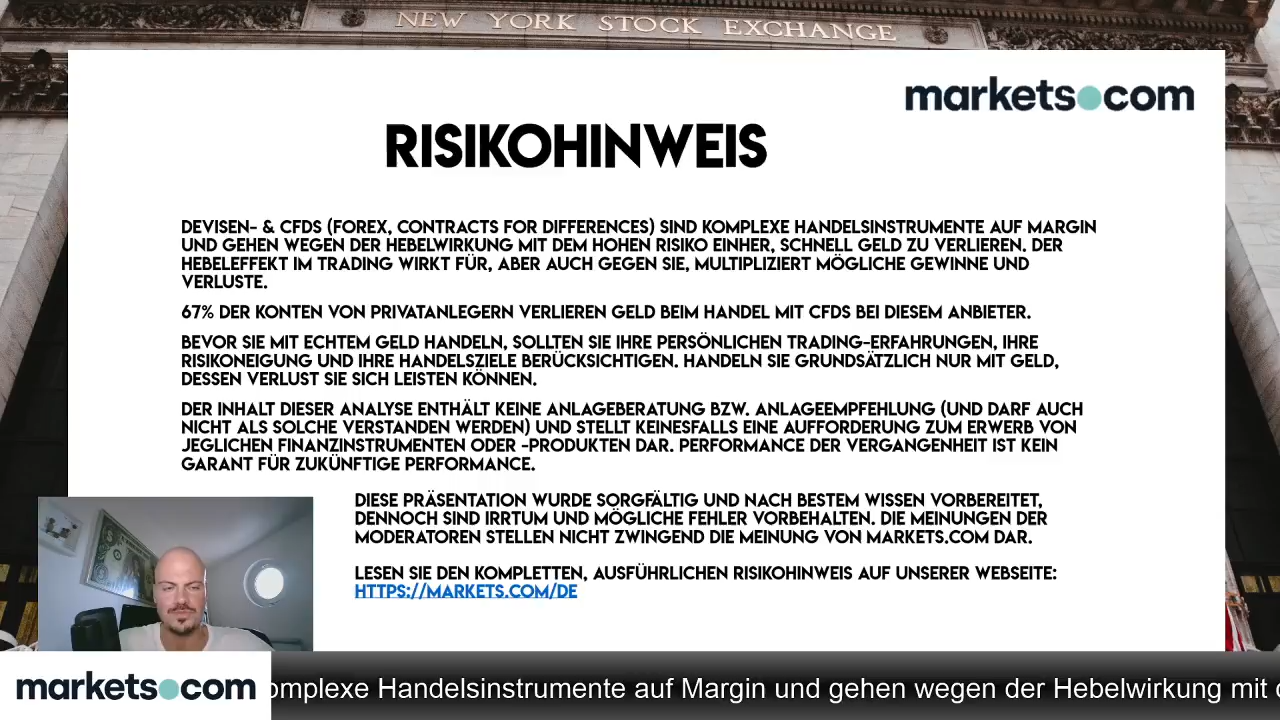 NEW YORK STOCK EXCHANGE
markets.com
RISIKOHINWEIS
DEVISEN- & CFDS (FOREX, CONTRACTS FOR DIFFERENCES) SIND KOMPLEXE HANDELSINSTRUMENTE AUF MARGIN
UND GEHEN WEGEN DER HEBELWIRKUNG MIT DEM HOHEN RISIKO EINHER, SCHNELL GELD ZU VERLIEREN. DER
HEBELEFFEKT IM TRADING WIRKT FÜR, ABER AUCH GEGEN SIE, MULTIPLIZIERT MÖGLICHE GEWINNE UND
VERLUSTE.
67% DER KONTEN VON PRIVATANLEGERN VERLIEREN GELD BEIM HANDEL MIT CFDS BEI DIESEM ANBIETER.
BEVOR SIE MIT ECHTEM GELD HANDELN, SOLLTEN SIE IHRE PERSÖNLICHEN TRADING-ERFAHRUNGEN, IHRE
RISIKONEIGUNG UND IHRE HANDELSZIELE BERÜCKSICHTIGEN. HANDELN SIE GRUNDSÄTZLICH NUR MIT GELD,
DESSEN VERLUST SIE SICH LEISTEN KÖNNEN.
DER INHALT DIESER ANALYSE ENTHÄLT KEINE ANLAGEBERATUNG BZW. ANLAGEEMPFEHLUNG (UND DARF AUCH
NICHT ALS SOLCHE VERSTANDEN WERDEN) UND STELLT KEINESFALLS EINE AUFFORDERUNG ZUM ERWERB VON
JEGLICHEN FINANZINSTRUMENTEN ODER -PRODUKTEN DAR. PERFORMANCE DER VERGANGENHEIT IST KEIN
GARANT FÜR ZUKÜNFTIGE PERFORMANCE.
DIESE PRÄSENTATION WURDE SORGFÄLTIG UND NACH BESTEM WISSEN VORBEREITET,
DENNOCH SIND IRRTUM UND MÖGLICHE FEHLER VORBEHALTEN. DIE MEINUNGEN DER
MODERATOREN STELLEN NICHT ZWINGEND DIE MEINUNG VON MARKETS.COM DAR.
LESEN SIE DEN KOMPLETTEN, AUSFÜHRLICHEN RISIKOHINWEIS AUF UNSERER WEBSEITE:
HTTPS://MARKETS.COM/DE
markets.com
omplexe Handelsinstrumente auf Margin und gehen wegen der Hebelwirkung mit